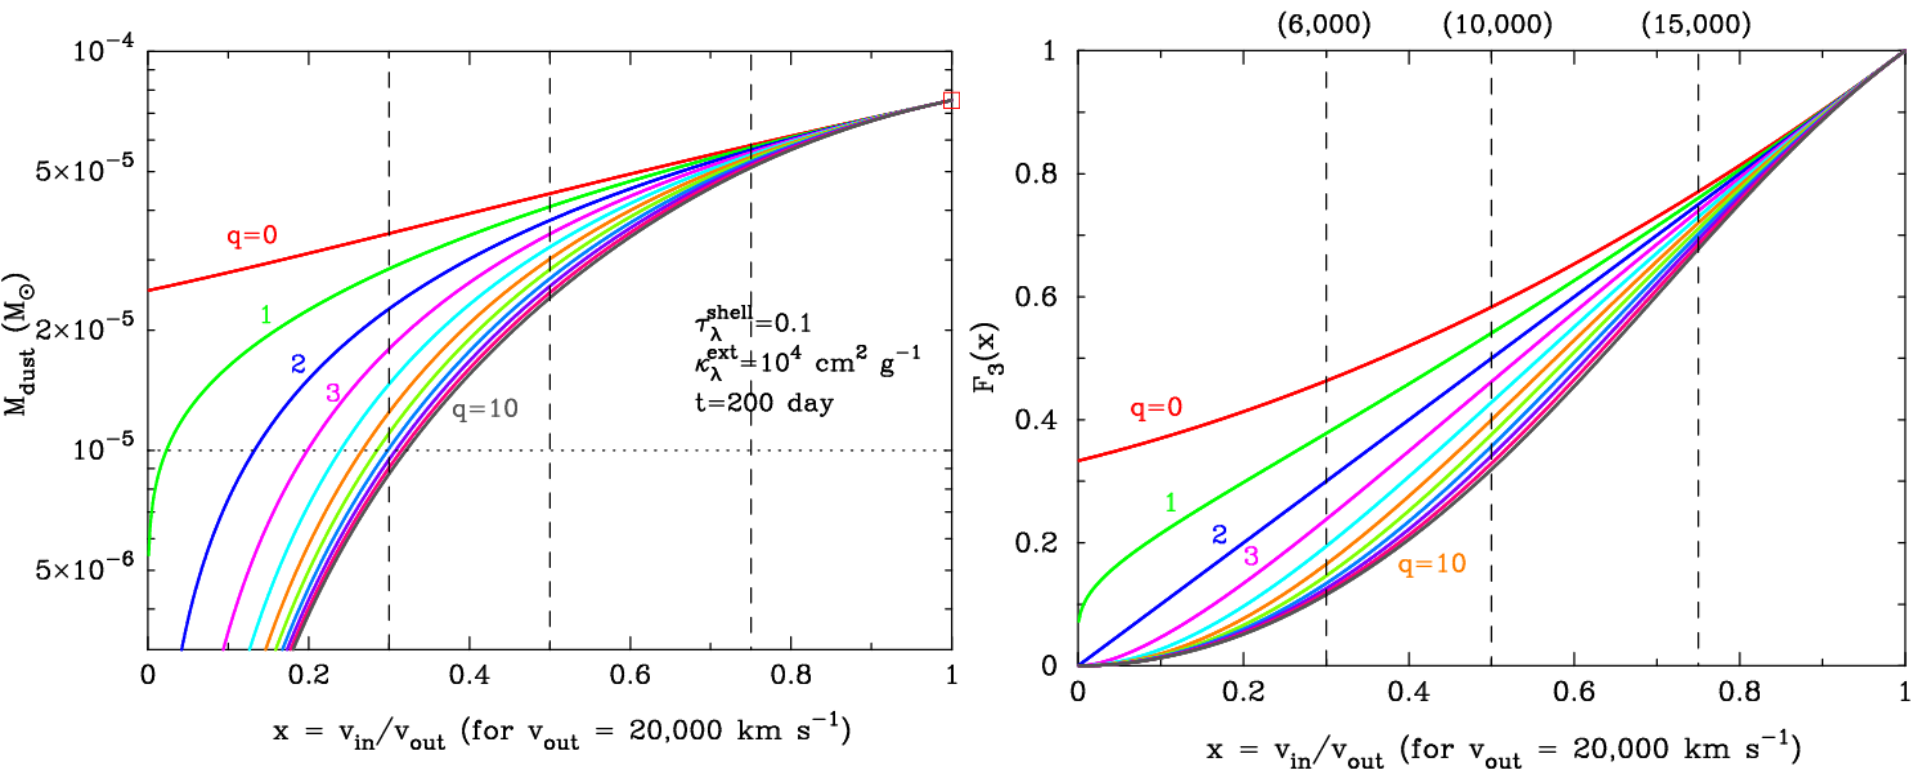 10⁻⁴
5×10⁻⁵
2×10⁻⁵
10⁻⁵
5×10⁻⁶
M_dust (M_⊙)
q=0
1
2
3
q=10
τ_λ^shell=0.1
κ_λ^ext=10⁴ cm² g⁻¹
t=200 day
0 0.2 0.4 0.6 0.8 1
x = v_in/v_out (for v_out = 20,000 km s⁻¹)
(6,000) (10,000) (15,000)
1
0.8
0.6
0.4
0.2
0
F₃(x)
q=0
1
2
3
q=10
0 0.2 0.4 0.6 0.8 1
x = v_in/v_out (for v_out = 20,000 km s⁻¹)